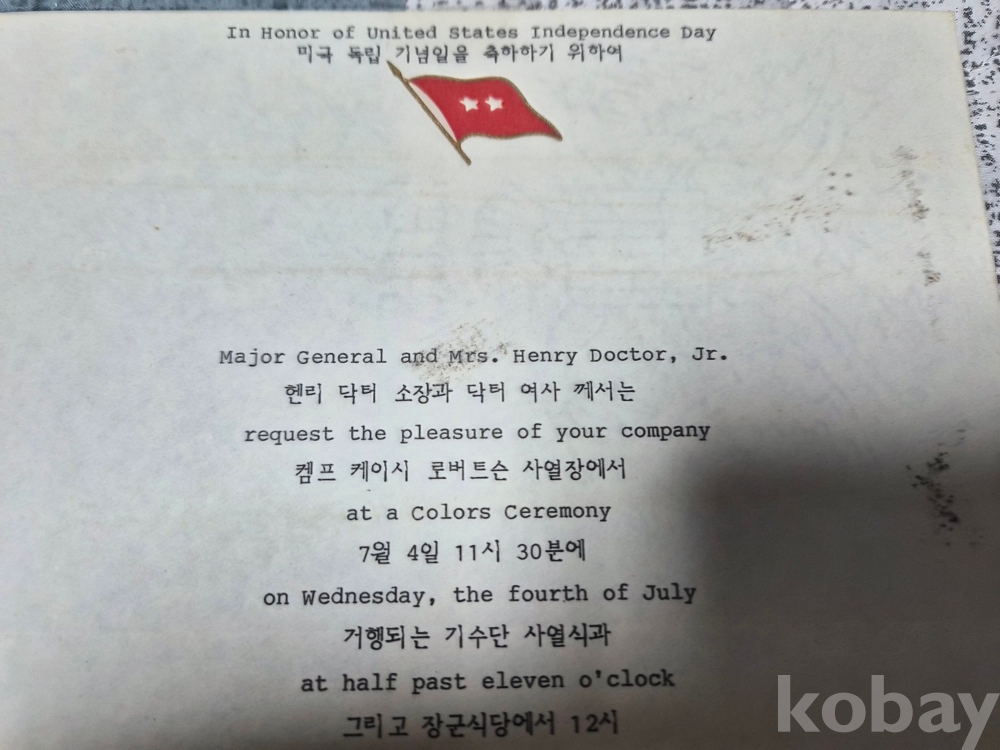 In Honor of United States Independence Day
미국 독립 기념일을 축하하기 위하여
Major General and Mrs. Henry Doctor, Jr.
헨리 닥터 소장과 닥터 여사 께서는
request the pleasure of your company
켐프 케이시 로버트슨 사열장에서
at a Colors Ceremony
7월 4일 11시 30분에
on Wednesday, the fourth of July
거행되는 기수단 사열식과
at half past eleven o'clock
그리고 장군식당에서 12시
kobay